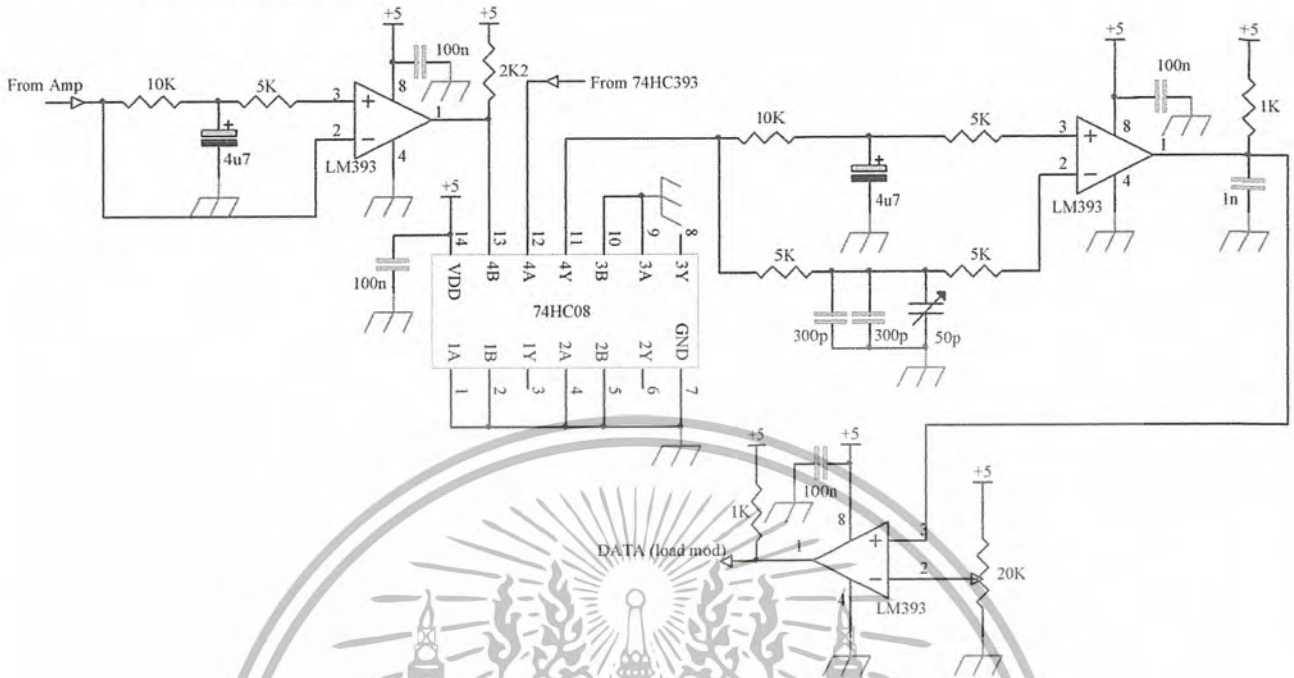 +5
+5
100n
2K2
From Amp
10K
5K
3
2
+
−
8
1
4
LM393
+
4u7
From 74HC393
+5
100n
14
13
12
11
10
9
8
VDD
4B
4A
4Y
3B
3A
3Y
74HC08
1A
1B
1Y
2A
2B
2Y
GND
1
2
3
4
5
6
7
10K
5K
+
4u7
5K
5K
300p
300p
50p
+5
100n
+5
1K
3
2
+
−
8
1
4
LM393
1n
+5
+5
100n
1K
8
+5
DATA (load mod)
1
+
−
3
2
20K
4
LM393